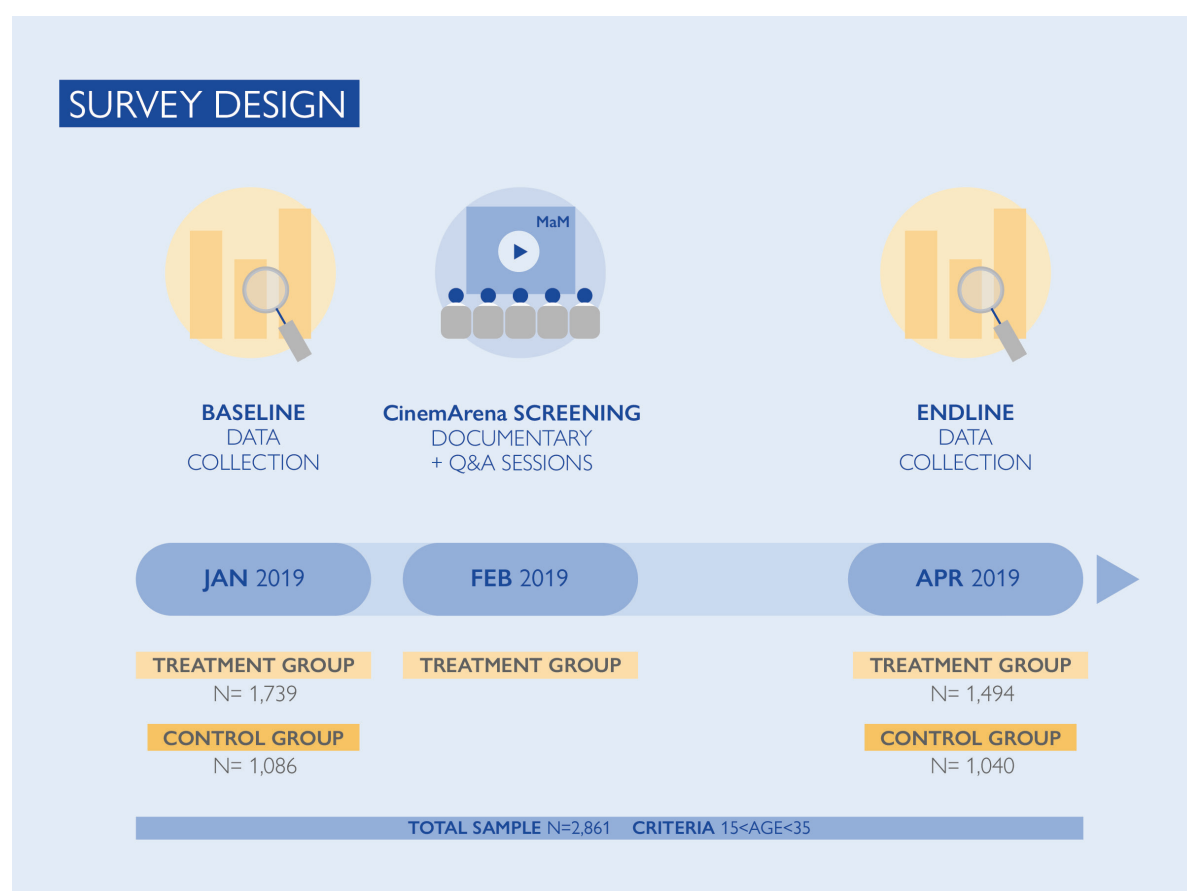 SURVEY DESIGN
MaM
BASELINE
DATA
COLLECTION
CinemArena SCREENING
DOCUMENTARY
+ Q&A SESSIONS
ENDLINE
DATA
COLLECTION
JAN 2019
FEB 2019
APR 2019
TREATMENT GROUP
N= 1,739
CONTROL GROUP
N= 1,086
TREATMENT GROUP
TREATMENT GROUP
N= 1,494
CONTROL GROUP
N= 1,040
TOTAL SAMPLE N=2,861 CRITERIA 15<AGE<35